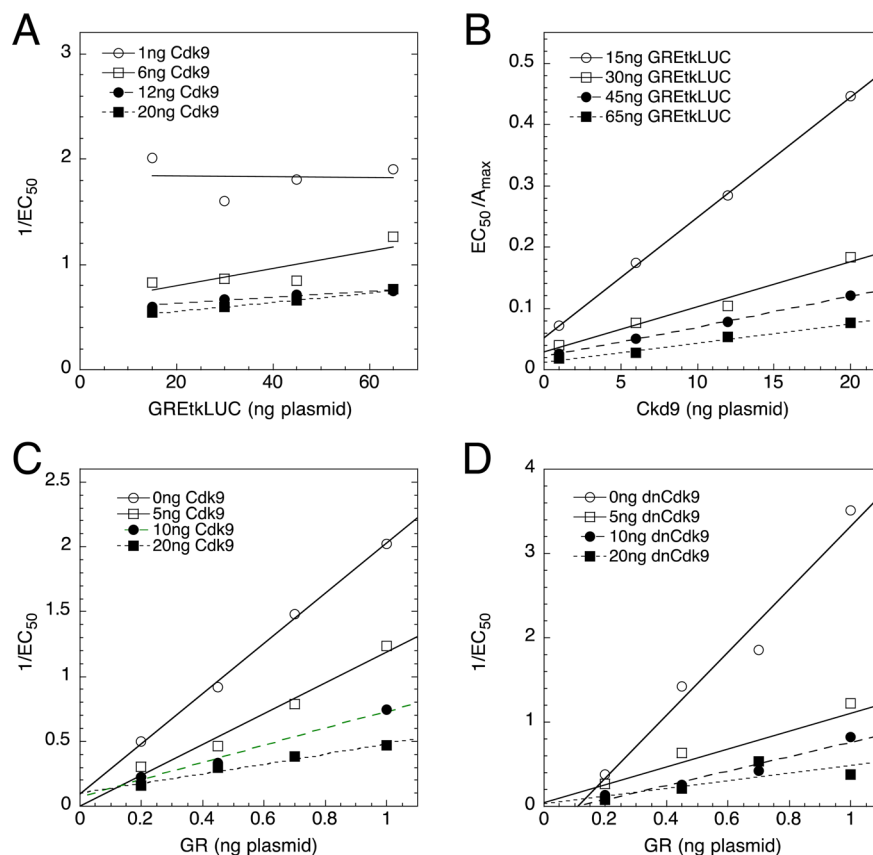 A
3
2
1
0
1/EC50
1ng Cdk9
6ng Cdk9
12ng Cdk9
20ng Cdk9
0 20 40 60
GREtkLUC (ng plasmid)
B
0.5
0.4
0.3
0.2
0.1
0
EC50/Amax
15ng GREtkLUC
30ng GREtkLUC
45ng GREtkLUC
65ng GREtkLUC
0 5 10 15 20
Ckd9 (ng plasmid)
C
2.5
2
1.5
1
0.5
0
1/EC50
0ng Cdk9
5ng Cdk9
10ng Cdk9
20ng Cdk9
0 0.2 0.4 0.6 0.8 1
GR (ng plasmid)
D
4
3
2
1
0
1/EC50
0ng dnCdk9
5ng dnCdk9
10ng dnCdk9
20ng dnCdk9
0 0.2 0.4 0.6 0.8 1
GR (ng plasmid)